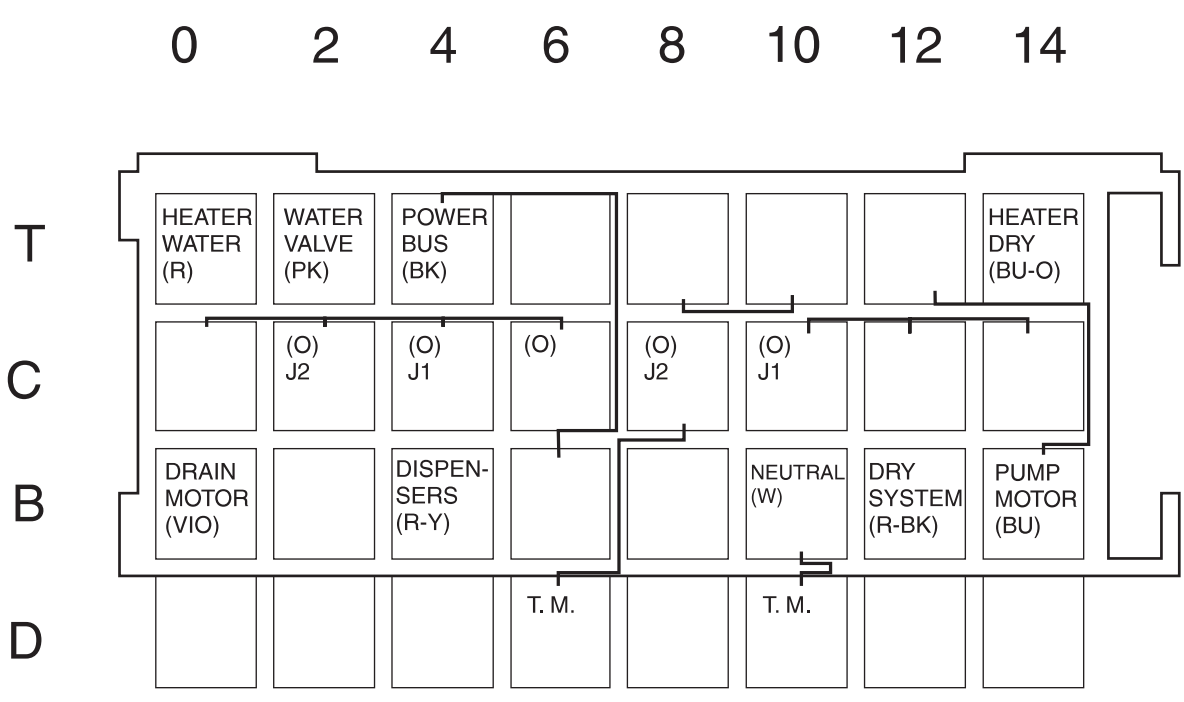 0 2 4 6 8 10 12 14
T
HEATER
WATER
(R)
WATER
VALVE
(PK)
POWER
BUS
(BK)
HEATER
DRY
(BU-O)
C
(O)
J2
(O)
J1
(O)
(O)
J2
(O)
J1
B
DRAIN
MOTOR
(VIO)
DISPEN-
SERS
(R-Y)
NEUTRAL
(W)
DRY
SYSTEM
(R-BK)
PUMP
MOTOR
(BU)
D
T. M.
T. M.